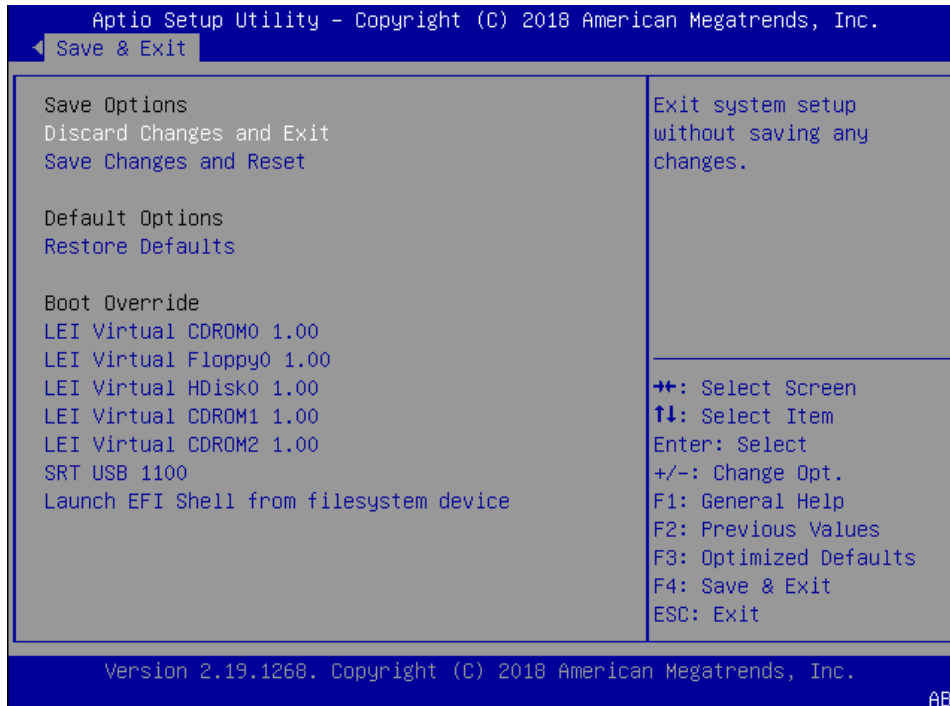 Aptio Setup Utility – Copyright (C) 2018 American Megatrends, Inc.
Save & Exit
Save Options
Discard Changes and Exit
Save Changes and Reset
Default Options
Restore Defaults
Boot Override
LEI Virtual CDROM0 1.00
LEI Virtual Floppy0 1.00
LEI Virtual HDisk0 1.00
LEI Virtual CDROM1 1.00
LEI Virtual CDROM2 1.00
SRT USB 1100
Launch EFI Shell from filesystem device
Exit system setup
without saving any
changes.
→←: Select Screen
↑↓: Select Item
Enter: Select
+/-: Change Opt.
F1: General Help
F2: Previous Values
F3: Optimized Defaults
F4: Save & Exit
ESC: Exit
Version 2.19.1268. Copyright (C) 2018 American Megatrends, Inc.
AB